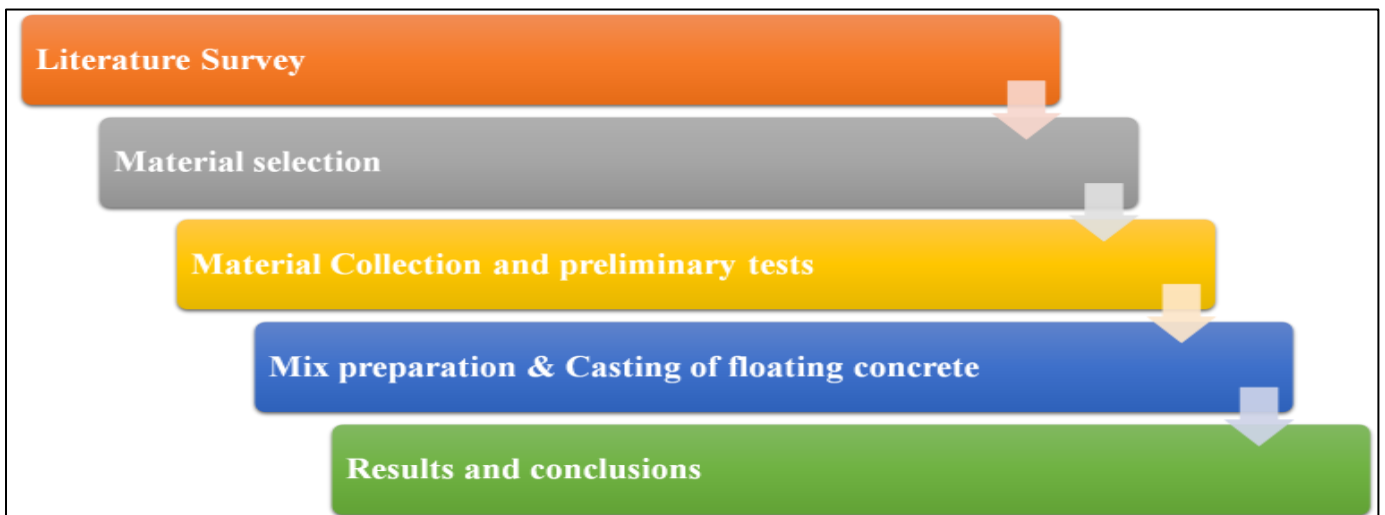 Literature Survey
Material selection
Material Collection and preliminary tests
Mix preparation & Casting of floating concrete
Results and conclusions